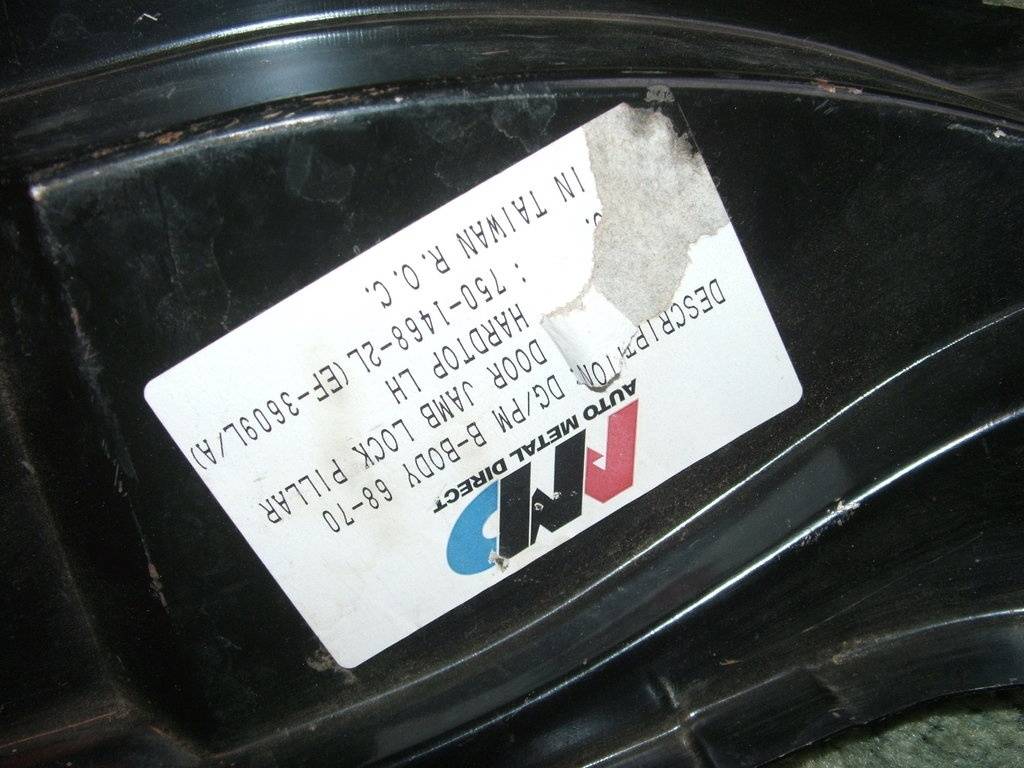 AMD
AUTO METAL DIRECT
DESCRIPTION: DG/PM B-BODY 68-70
DOOR JAMB LOCK PILLAR
HARDTOP LH
: 750-1468-2L (EF-3609L/A)
IN TAIWAN R.O.C.